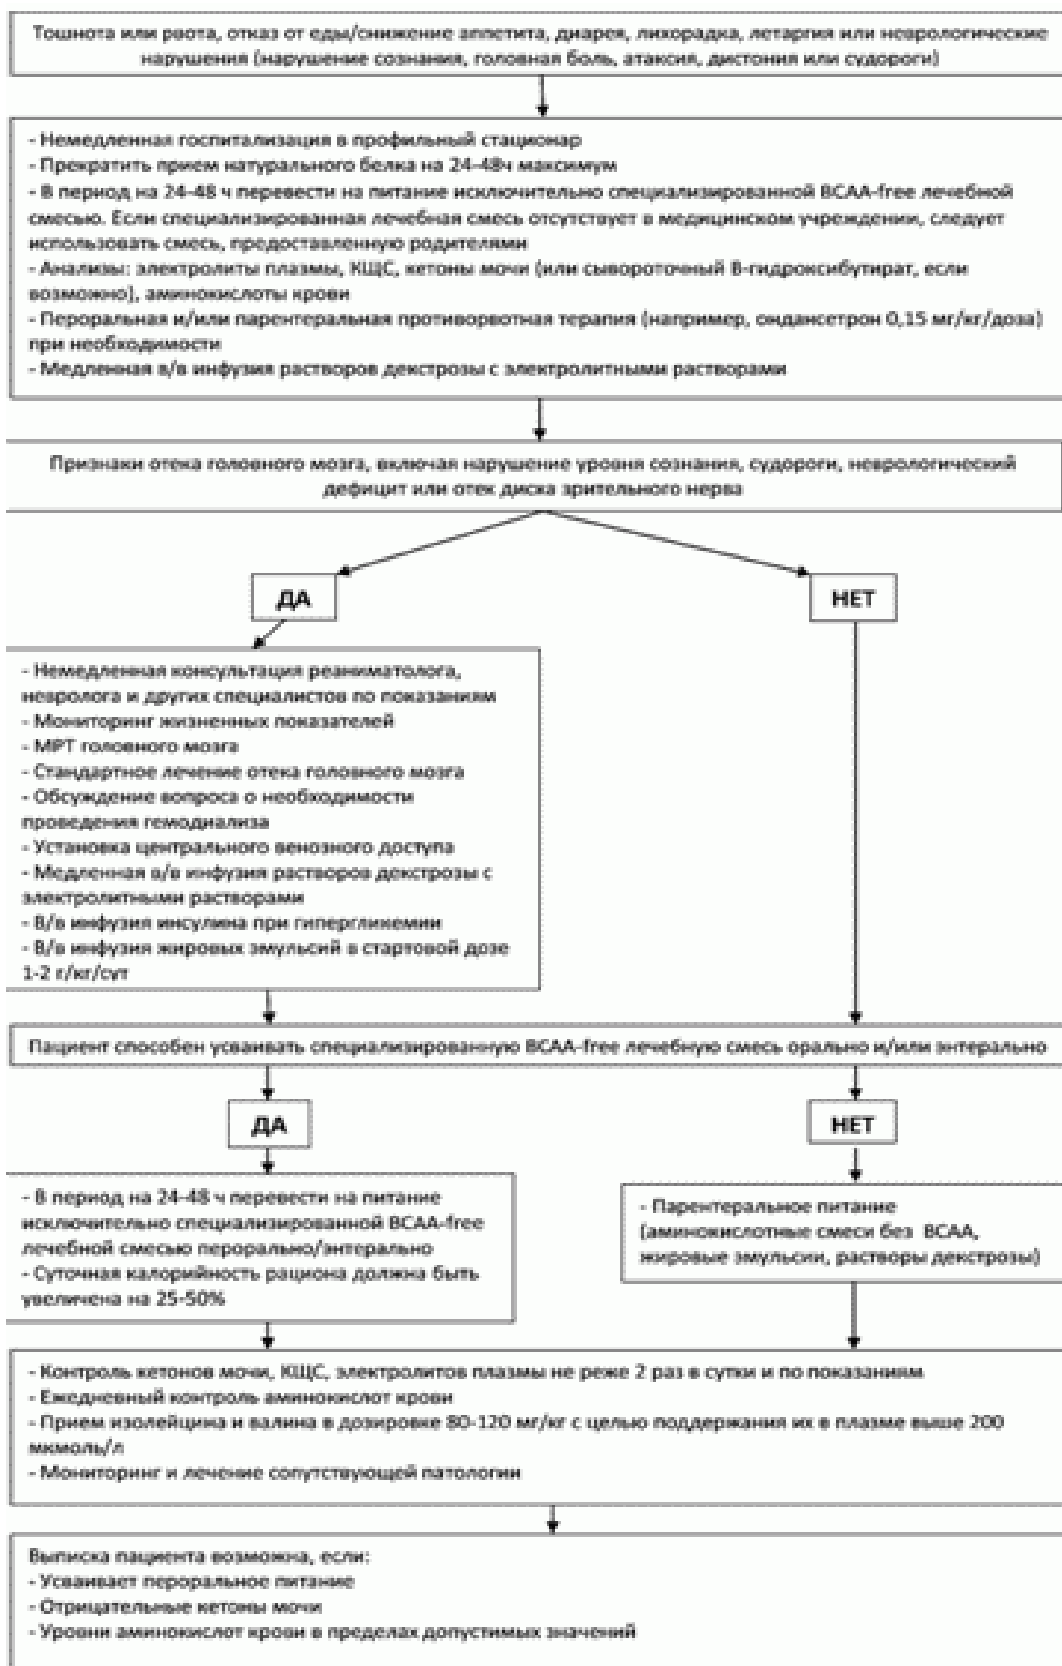 Тошнота или рвота, отказ от еды/снижение аппетита, диарея, лихорадка, летаргия или неврологические
нарушения (нарушение сознания, головная боль, атаксия, дистония или судороги)
- Немедленная госпитализация в профильный стационар
- Прекратить прием натурального белка на 24-48ч максимум
- В период на 24-48 ч перевести на питание исключительно специализированной BCAA-free лечебной
смесью. Если специализированная лечебная смесь отсутствует в медицинском учреждении, следует
использовать смесь, предоставленную родителями
- Анализы: электролиты плазмы, КЩС, кетоны мочи (или сывороточный В-гидроксибутират, если
возможно), аминокислоты крови
- Пероральная и/или парентеральная противорвотная терапия (например, ондансетрон 0,15 мг/кг/доза)
при необходимости
- Медленная в/в инфузия растворов декстрозы с электролитными растворами
Признаки отека головного мозга, включая нарушение уровня сознания, судороги, неврологический
дефицит или отек диска зрительного нерва
ДА
НЕТ
- Немедленная консультация реаниматолога,
невролога и других специалистов по показаниям
- Мониторинг жизненных показателей
- МРТ головного мозга
- Стандартное лечение отека головного мозга
- Обсуждение вопроса о необходимости
проведения гемодиализа
- Установка центрального венозного доступа
- Медленная в/в инфузия растворов декстрозы с
электролитными растворами
- В/в инфузия инсулина при гипергликемии
- В/в инфузия жировых эмульсий в стартовой дозе
1-2 г/кг/сут
Пациент способен усваивать специализированную BCAA-free лечебную смесь орально и/или энтерально
ДА
НЕТ
- В период на 24-48 ч перевести на питание
исключительно специализированной BCAA-free
лечебной смесью перорально/энтерально
- Суточная калорийность рациона должна быть
увеличена на 25-50%
- Парентеральное питание
(аминокислотные смеси без BCAA,
жировые эмульсии, растворы декстрозы)
- Контроль кетонов мочи, КЩС, электролитов плазмы не реже 2 раз в сутки и по показаниям
- Ежедневный контроль аминокислот крови
- Прием изолейцина и валина в дозировке 80-120 мг/кг с целью поддержания их в плазме выше 200
мкмоль/л
- Мониторинг и лечение сопутствующей патологии
Выписка пациента возможна, если:
- Усваивает пероральное питание
- Отрицательные кетоны мочи
- Уровни аминокислот крови в пределах допустимых значений